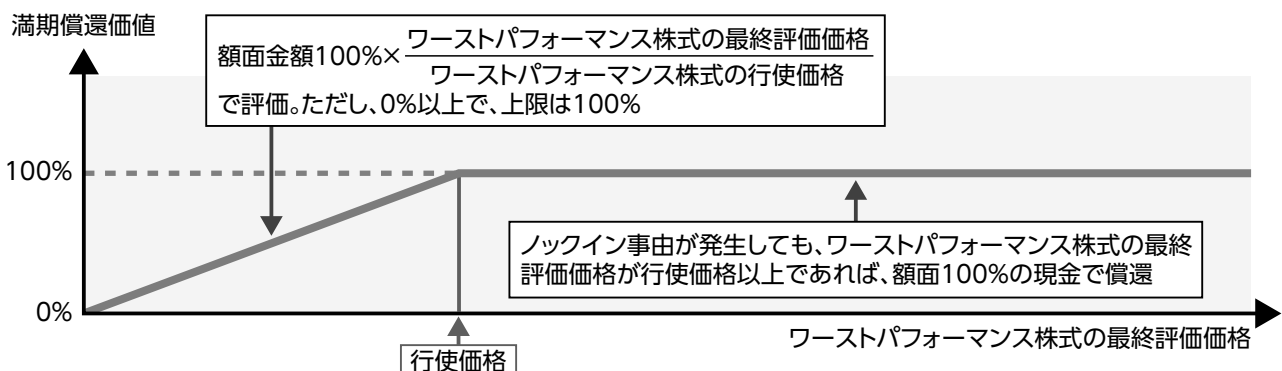 満期償還価値
額面金額100%×ワーストパフォーマンス株式の最終評価価格
ワーストパフォーマンス株式の行使価格
で評価。ただし、0%以上で、上限は100%
100%
ノックイン事由が発生しても、ワーストパフォーマンス株式の最終
評価価格が行使価格以上であれば、額面100%の現金で償還
0%
ワーストパフォーマンス株式の最終評価価格
行使価格